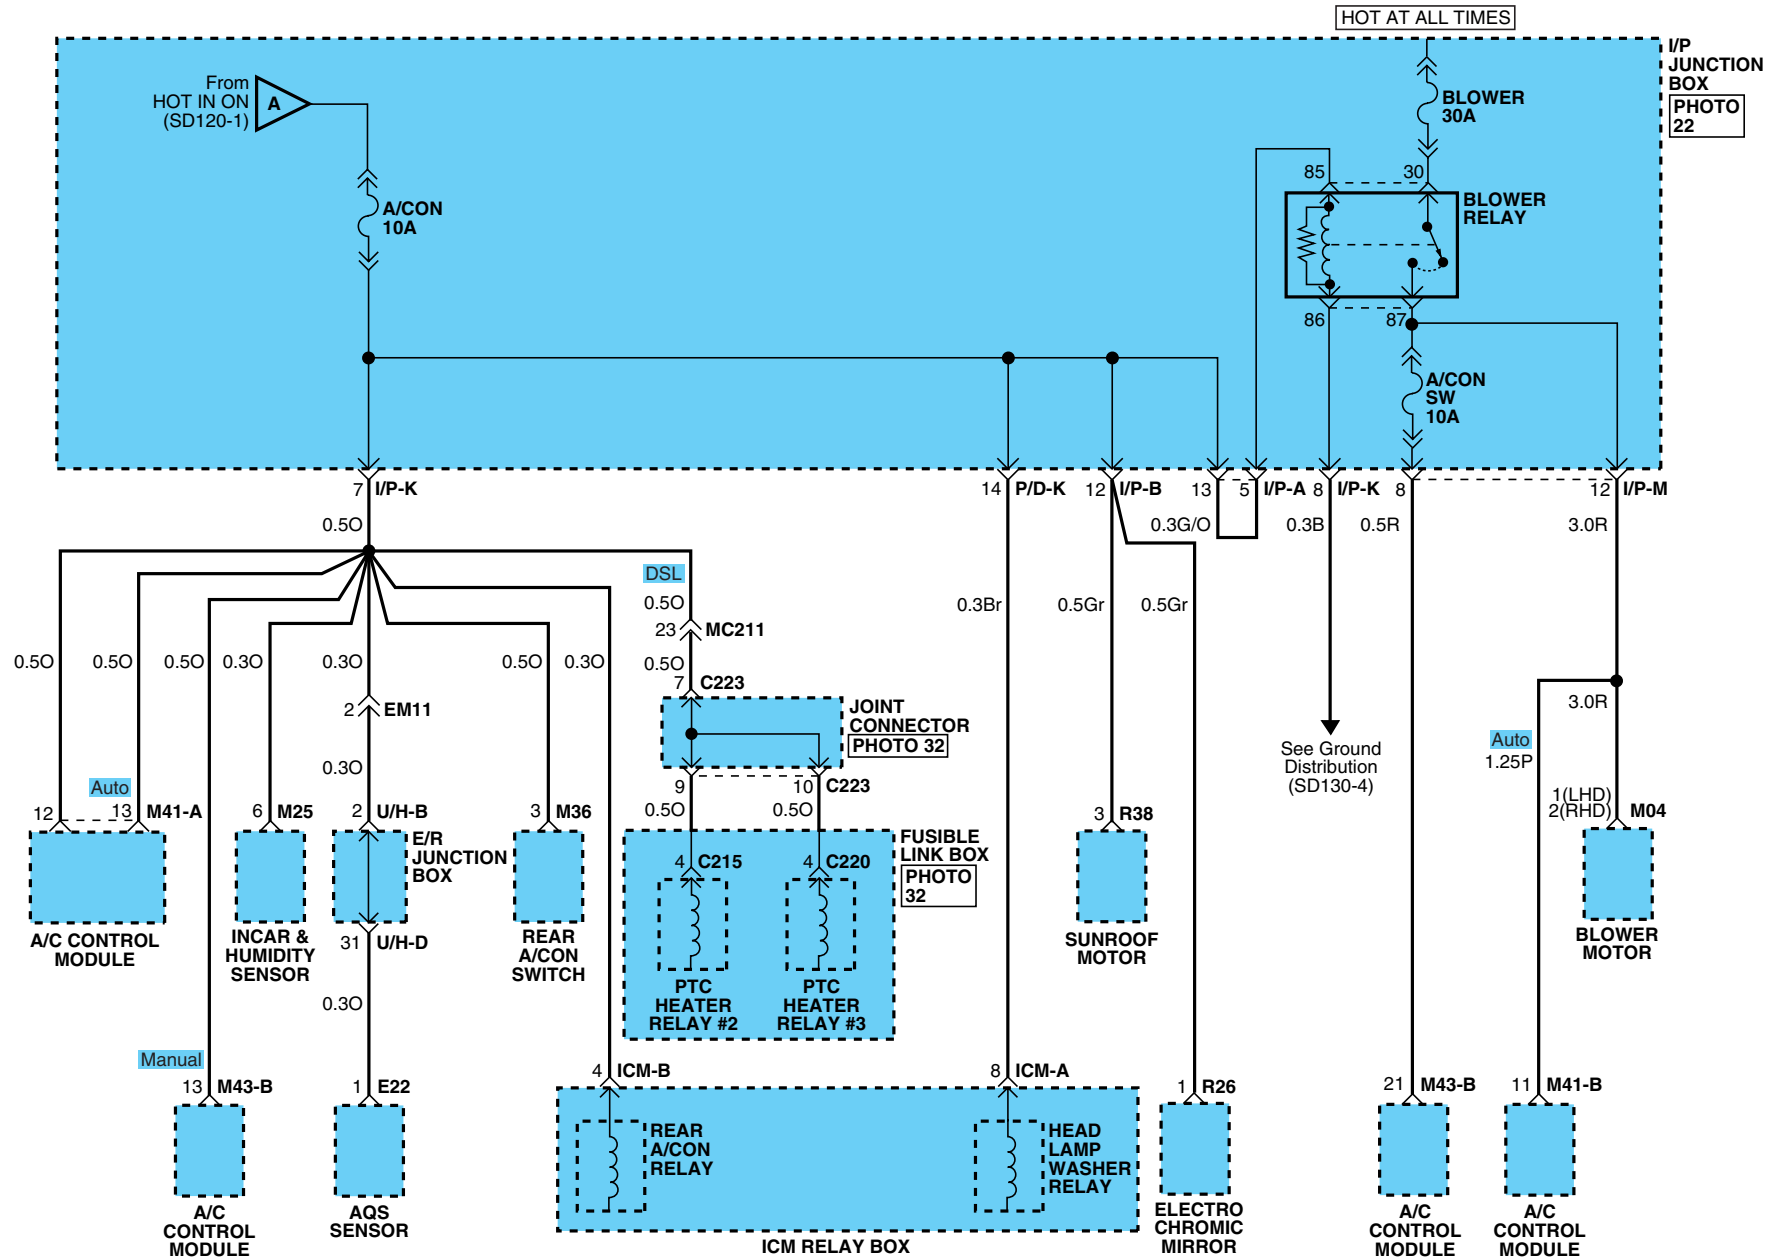 HOT AT ALL TIMES
I/P
JUNCTION
BOX
PHOTO
22
From
HOT IN ON
(SD120-1)
A
A/CON
10A
BLOWER
30A
85
30
BLOWER
RELAY
86
87
A/CON
SW
10A
7
I/P-K
14
P/D-K
12
I/P-B
13
5
I/P-A
8
I/P-K
8
12
I/P-M
0.5O
0.3G/O
0.3B
0.5R
3.0R
DSL
0.5O
23
MC211
0.3Br
0.5Gr
0.5Gr
0.5O
0.5O
0.5O
0.3O
0.3O
0.5O
0.3O
0.5O
7
C223
2
EM11
JOINT
CONNECTOR
PHOTO 32
3.0R
See Ground
Distribution
(SD130-4)
Auto
1.25P
0.3O
9
10
C223
Auto
12
13
M41-A
6
M25
2
U/H-B
3
M36
0.5O
0.5O
3
R38
1(LHD)
2(RHD)
M04
E/R
JUNCTION
BOX
FUSIBLE
LINK BOX
PHOTO
32
4
C215
4
C220
A/C CONTROL
MODULE
INCAR &
HUMIDITY
SENSOR
31
U/H-D
REAR
A/CON
SWITCH
SUNROOF
MOTOR
BLOWER
MOTOR
PTC
HEATER
RELAY #2
PTC
HEATER
RELAY #3
0.3O
Manual
13
M43-B
1
E22
4
ICM-B
8
ICM-A
1
R26
21
M43-B
11
M41-B
REAR
A/CON
RELAY
HEAD
LAMP
WASHER
RELAY
A/C
CONTROL
MODULE
AQS
SENSOR
ICM RELAY BOX
ELECTRO
CHROMIC
MIRROR
A/C
CONTROL
MODULE
A/C
CONTROL
MODULE